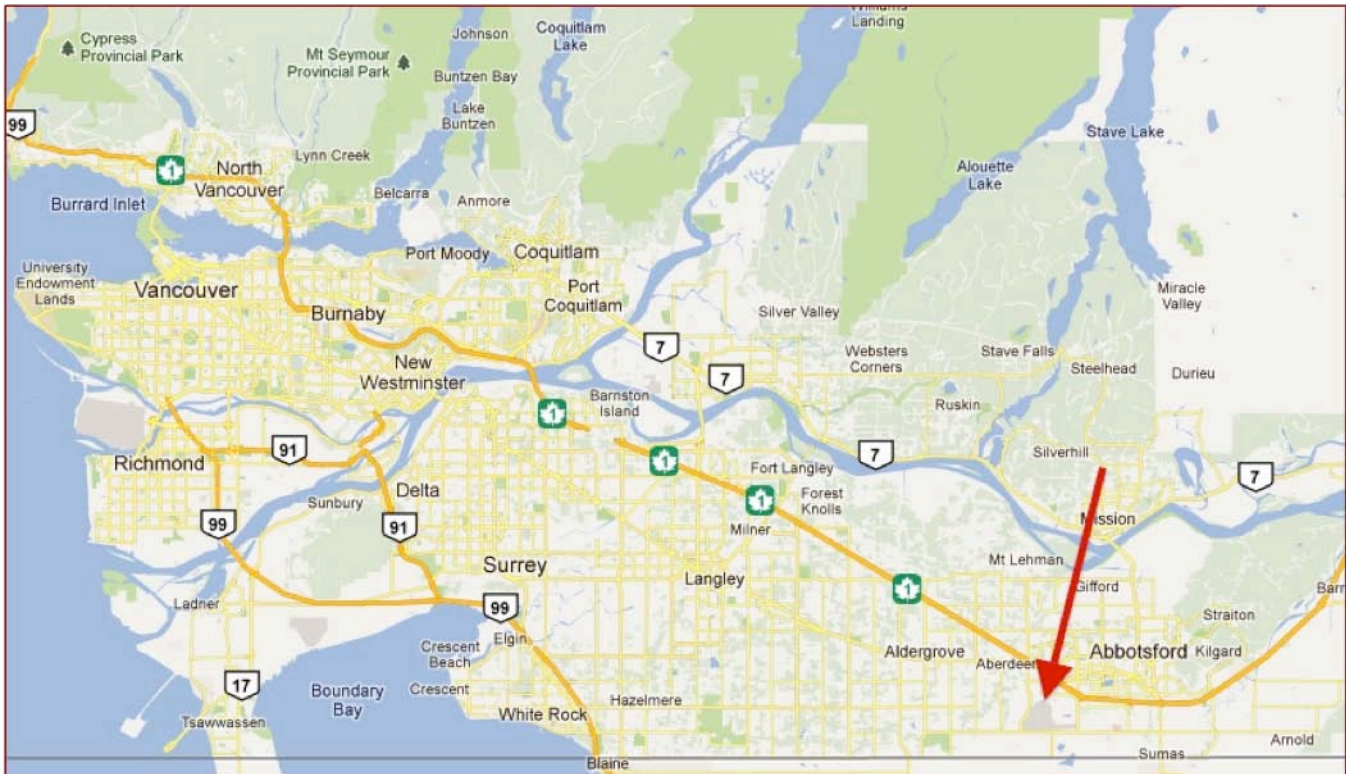 Williams
Landing
Cypress
Provincial Park
Mt Seymour
Provincial Park
Johnson
Coquitlam
Lake
Buntzen Bay
Lake
Buntzen
99
1
North
Vancouver
Lynn Creek
Stave Lake
Alouette
Lake
Belcarra
Anmore
Burrard Inlet
Port Moody
Coquitlam
University
Endowment
Lands
Vancouver
Burnaby
Port
Coquitlam
Miracle
Valley
Silver Valley
7
7
New
Westminster
Websters
Corners
Stave Falls
Steelhead
Durieu
Barnston
Island
Ruskin
1
91
Richmond
1
7
Silverhill
7
Fort Langley
Sunbury
Delta
1
Forest
Knolls
99
91
Milner
Mission
Surrey
Langley
Mt Lehman
Gifford
1
Ladner
99
Straiton
Elgin
Crescent
Beach
Aldergrove
Abbotsford
Kilgard
Aberdeen
17
Boundary
Bay
Crescent
Hazelmere
White Rock
Tsawwassen
Sumas
Arnold
Blaine